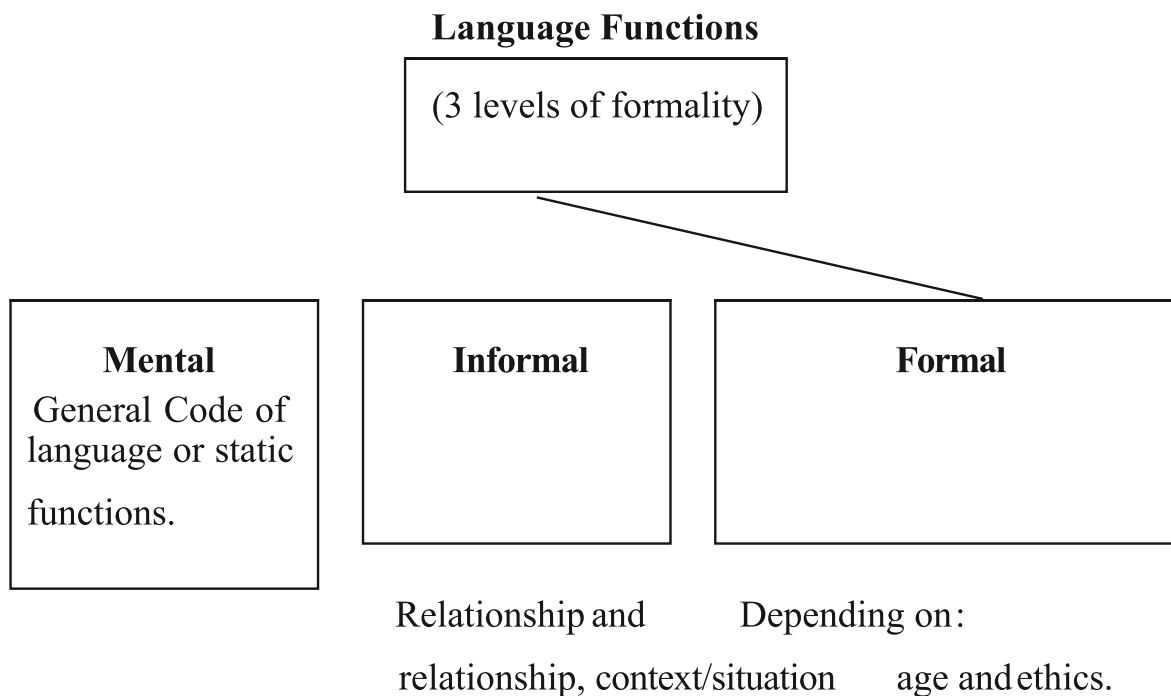 Language Functions
(3 levels of formality)
Mental
General Code of
language or static
functions.
Informal
Formal
Relationship and Depending on:
relationship, context/situation age and ethics.